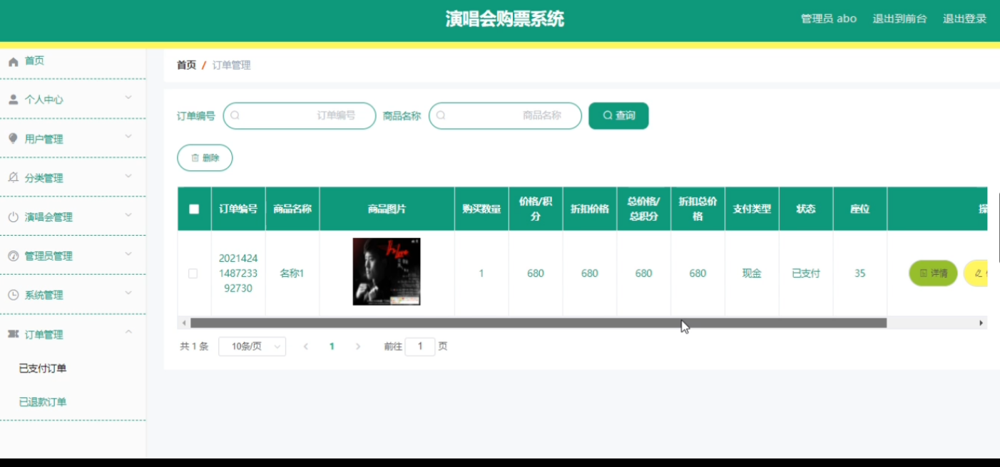 演唱会购票系统
管理员 abo 退出到前台 退出登录
首页
个人中心
用户管理
分类管理
演唱会管理
管理员管理
系统管理
订单管理
已支付订单
已退款订单
首页 / 订单管理
订单编号 订单编号 商品名称 商品名称 查询
删除
订单编号 商品名称 商品图片 购买数量 价格/积分 折扣价格 总价格/总积分 折扣总价格 支付类型 状态 座位
2021424
1487233
92730
名称1 1 680 680 680 680 现金 已支付 35 详情
共 1 条 10条/页 1 前往 1 页